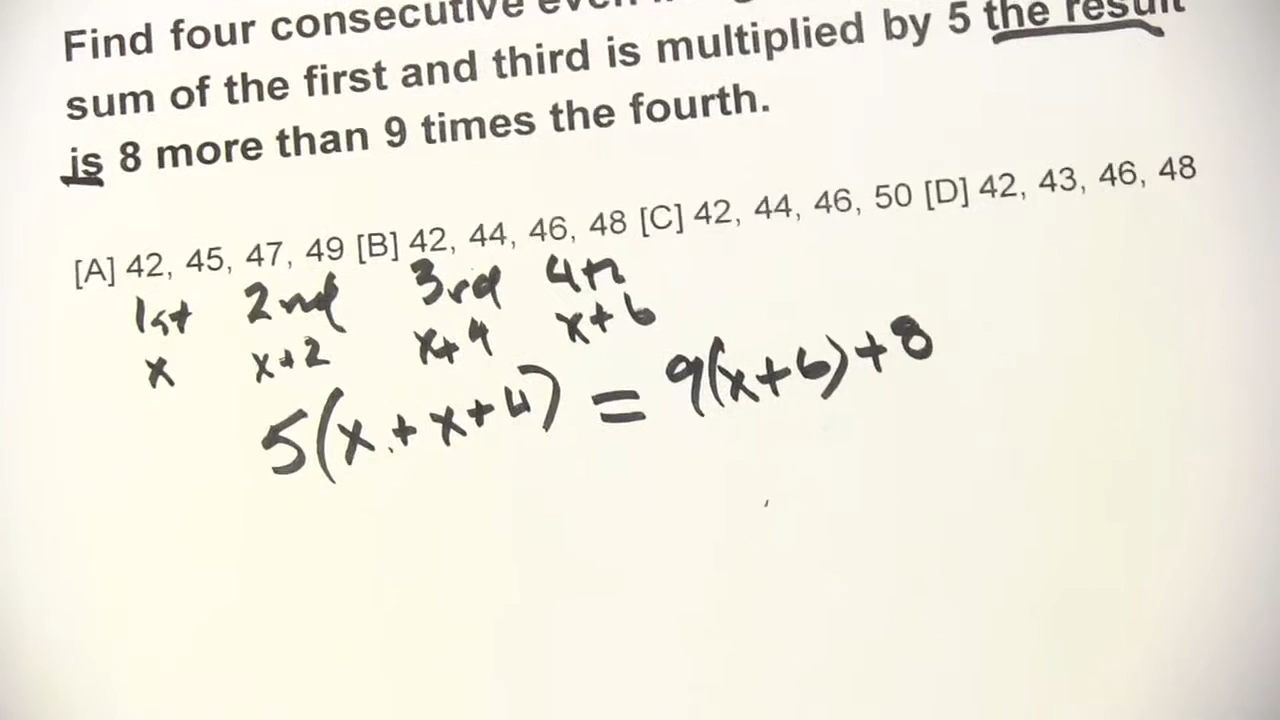 Find four consecutive even
sum of the first and third is multiplied by 5 the result
is 8 more than 9 times the fourth.
[A] 42, 45, 47, 49 [B] 42, 44, 46, 48 [C] 42, 44, 46, 50 [D] 42, 43, 46, 48
1st 2nd 3rd 4th
x x+2 x+4 x+6
5(x+x+4) = 9(x+6)+8